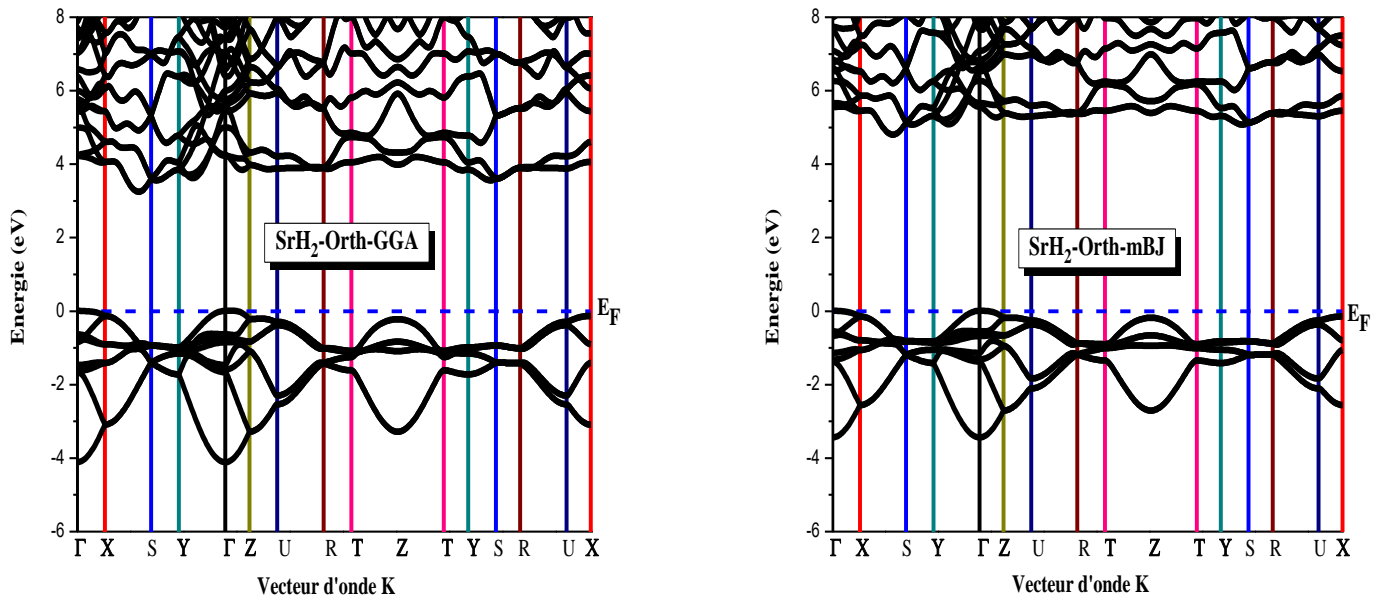 8
6
4
2
0
-2
-4
-6
Energie (eV)
SrH2-Orth-GGA
EF
Γ X S Y Γ Z U R T Z T Y S R U X
Vecteur d'onde K
8
6
4
2
0
-2
-4
-6
Energie (eV)
SrH2-Orth-mBJ
EF
Γ X S Y Γ Z U R T Z T Y S R U X
Vecteur d'onde K